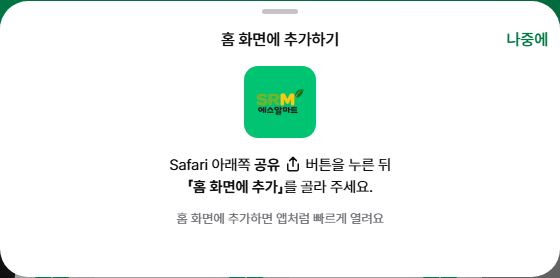 홈 화면에 추가하기
나중에
SRM
에스알마트
Safari 아래쪽 공유 버튼을 누른 뒤
「홈 화면에 추가」를 골라 주세요.
홈 화면에 추가하면 앱처럼 빠르게 열려요